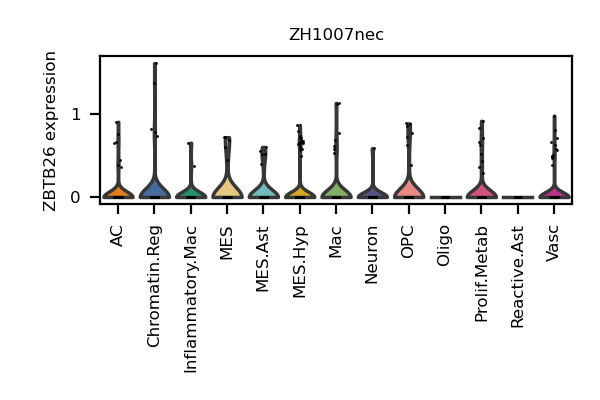 ZH1007nec
ZBTB26 expression
1
0
AC
Chromatin.Reg
Inflammatory.Mac
MES
MES.Ast
MES.Hyp
Mac
Neuron
OPC
Oligo
Prolif.Metab
Reactive.Ast
Vasc